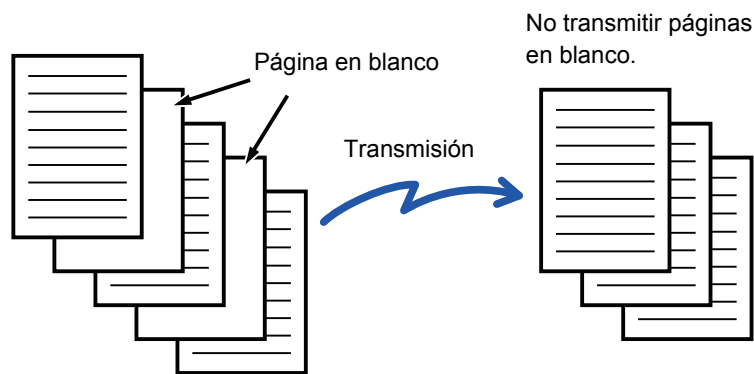 No transmitir páginas
en blanco.
Página en blanco
Transmisión